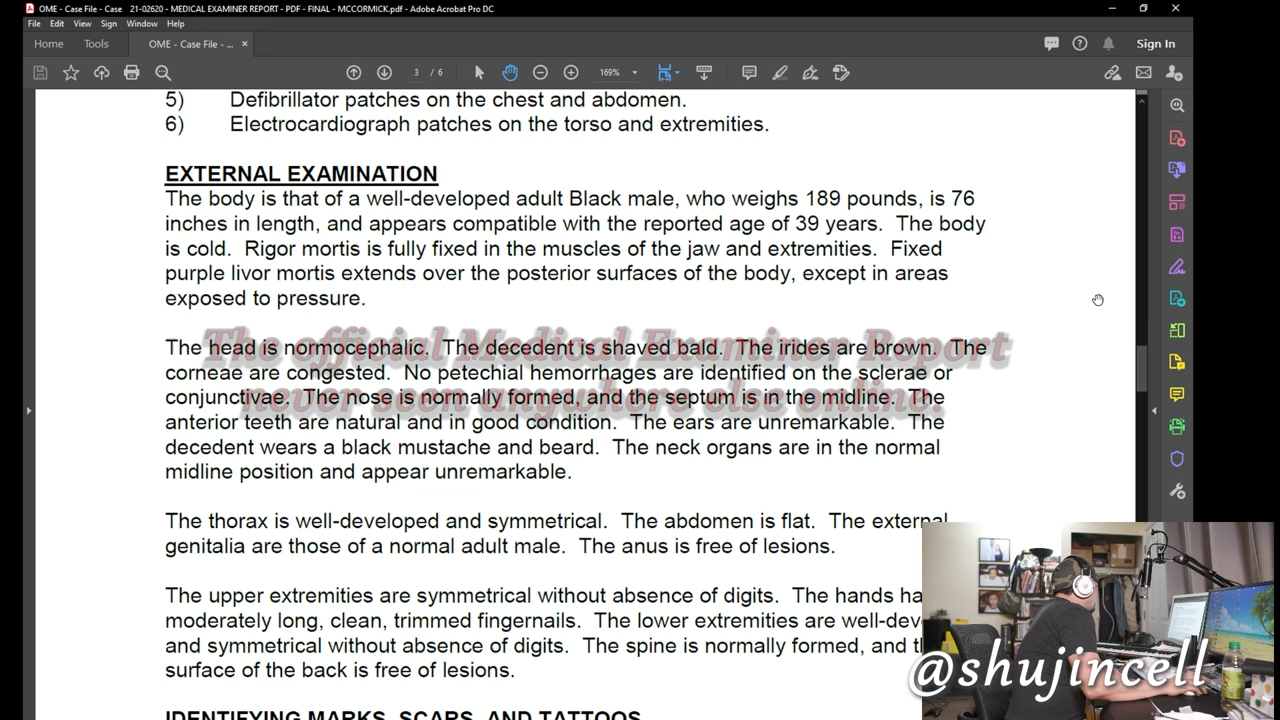 OME - Case File - Case 21-02620 - MEDICAL EXAMINER REPORT - PDF - FINAL - MCCORMICK.pdf - Adobe Acrobat Pro DC
File Edit View Sign Window Help
Home Tools OME - Case File - ... × Sign In
3 / 6 169%
5) Defibrillator patches on the chest and abdomen.
6) Electrocardiograph patches on the torso and extremities.
EXTERNAL EXAMINATION
The body is that of a well-developed adult Black male, who weighs 189 pounds, is 76
inches in length, and appears compatible with the reported age of 39 years. The body
is cold. Rigor mortis is fully fixed in the muscles of the jaw and extremities. Fixed
purple livor mortis extends over the posterior surfaces of the body, except in areas
exposed to pressure.
The official Medical Examiner Report
never seen anywhere else online.
The head is normocephalic. The decedent is shaved bald. The irides are brown. The
corneae are congested. No petechial hemorrhages are identified on the sclerae or
conjunctivae. The nose is normally formed, and the septum is in the midline. The
anterior teeth are natural and in good condition. The ears are unremarkable. The
decedent wears a black mustache and beard. The neck organs are in the normal
midline position and appear unremarkable.
The thorax is well-developed and symmetrical. The abdomen is flat. The external
genitalia are those of a normal adult male. The anus is free of lesions.
The upper extremities are symmetrical without absence of digits. The hands ha
moderately long, clean, trimmed fingernails. The lower extremities are well-dev
and symmetrical without absence of digits. The spine is normally formed, and th
surface of the back is free of lesions.
@shujincell
IDENTIFYING MARKS, SCARS, AND TATTOOS